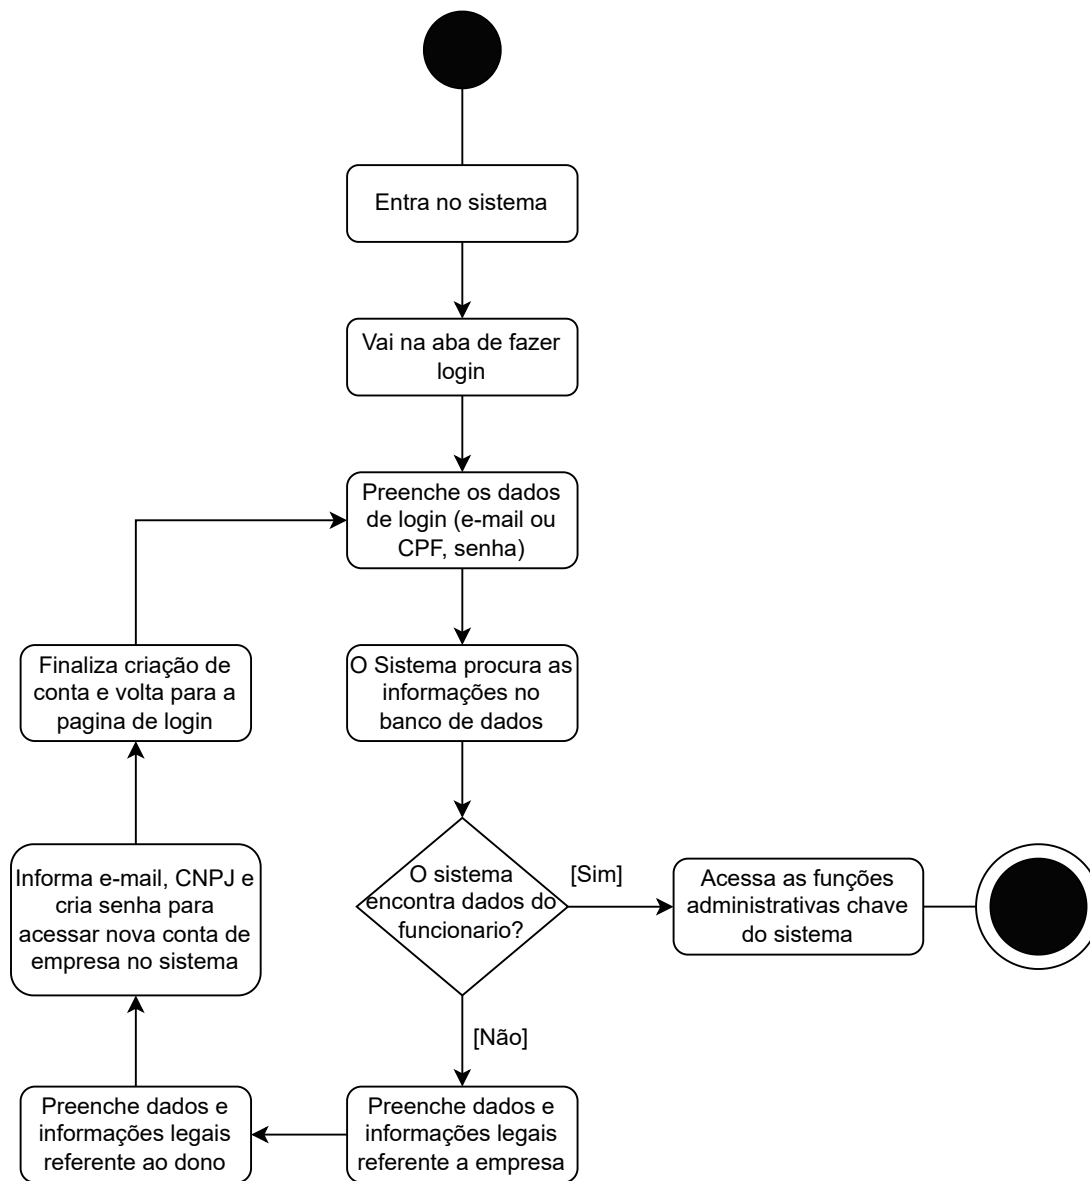 Entra no sistema
Vai na aba de fazer
login
Preenche os dados
de login (e-mail ou
CPF, senha)
Finaliza criação de
conta e volta para a
pagina de login
O Sistema procura as
informações no
banco de dados
O sistema
encontra dados do
funcionario?
[Sim]
Acessa as funções
administrativas chave
do sistema
Informa e-mail, CNPJ e
cria senha para
acessar nova conta de
empresa no sistema
[Não]
Preenche dados e
informações legais
referente ao dono
Preenche dados e
informações legais
referente a empresa